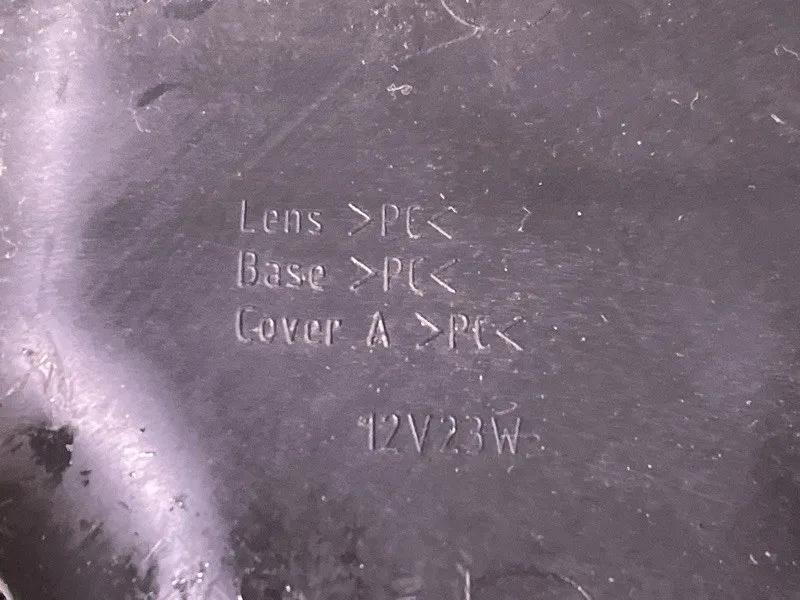 Lens >PC<
Base >PC<
Cover A >PC<
12V23W